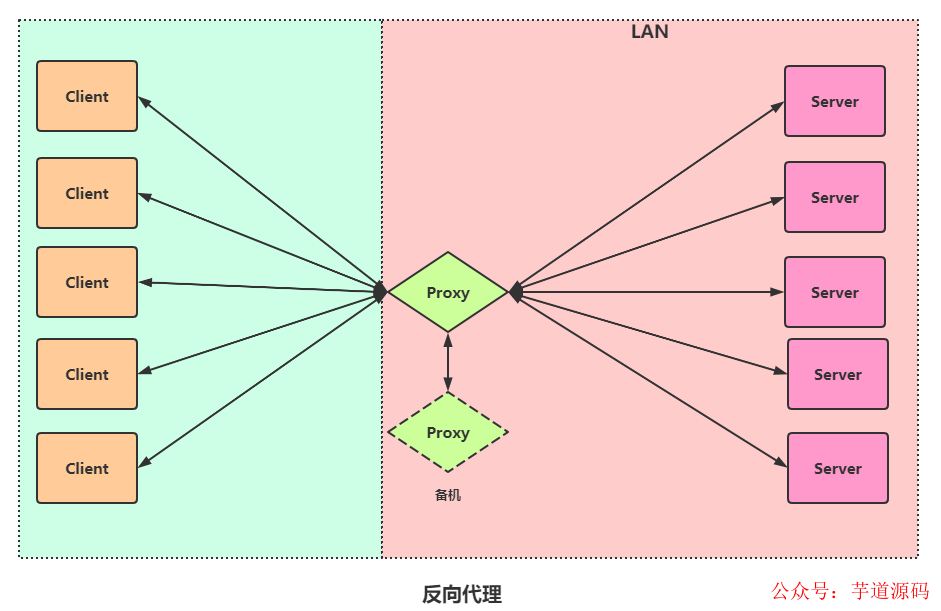 LAN
Client
Client
Client
Client
Client
Proxy
Proxy
备机
Server
Server
Server
Server
Server
反向代理
公众号：芋道源码